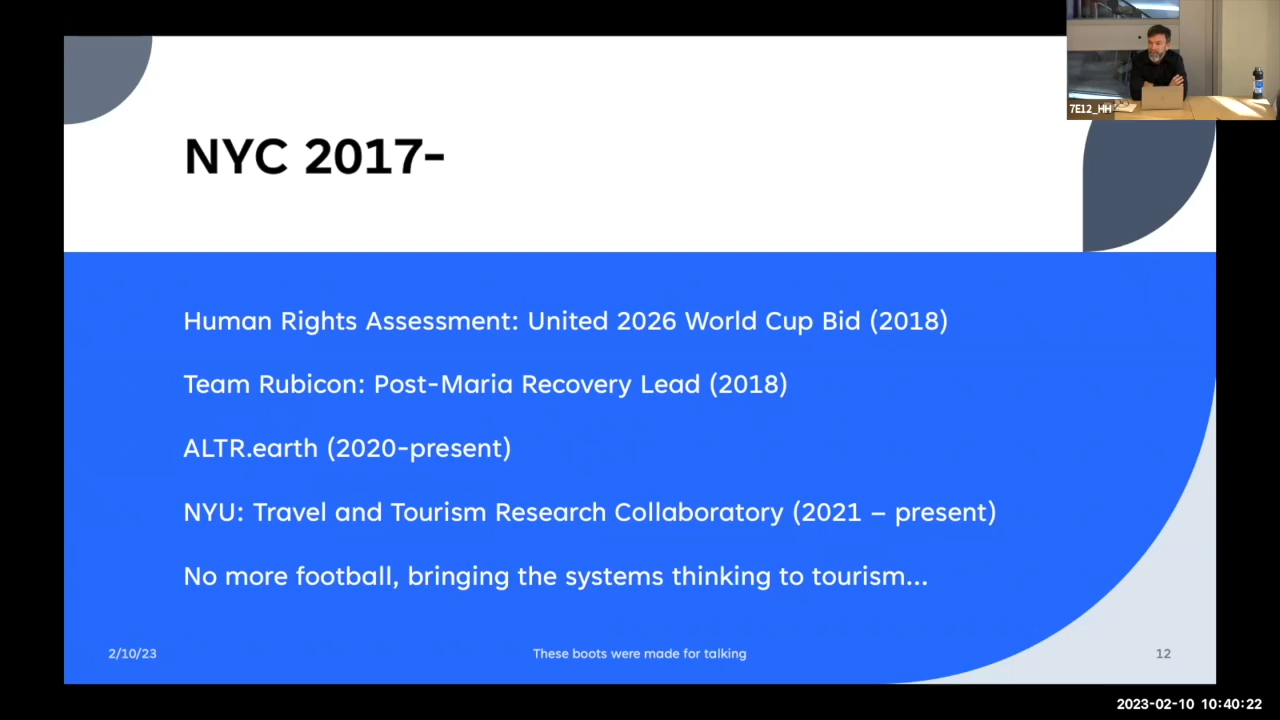 7E12_HH
NYC 2017-
Human Rights Assessment: United 2026 World Cup Bid (2018)
Team Rubicon: Post-Maria Recovery Lead (2018)
ALTR.earth (2020-present)
NYU: Travel and Tourism Research Collaboratory (2021 – present)
No more football, bringing the systems thinking to tourism...
2/10/23
These boots were made for talking
12
2023-02-10 10:40:22